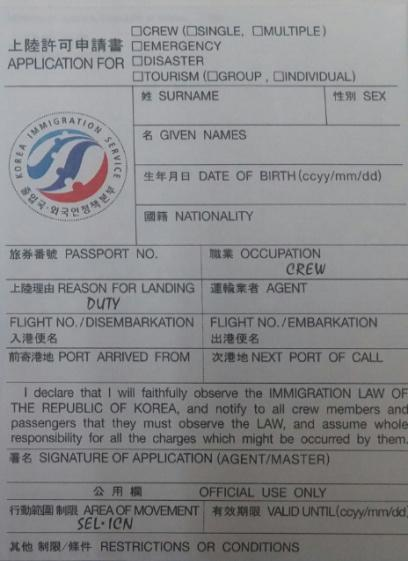 上陸許可申請書
APPLICATION FOR
□CREW (□SINGLE, □MULTIPLE)
□EMERGENCY
□DISASTER
□TOURISM (□GROUP , □INDIVIDUAL)
KOREA IMMIGRATION SERVICE
출입국·외국인정책본부
姓 SURNAME
性別 SEX
名 GIVEN NAMES
生年月日 DATE OF BIRTH (ccyy/mm/dd)
國籍 NATIONALITY
旅券番號 PASSPORT NO.
職業 OCCUPATION
CREW
上陸理由 REASON FOR LANDING
DUTY
運輸業者 AGENT
FLIGHT NO./DISEMBARKATION
入港便名
FLIGHT NO./EMBARKATION
出港便名
前寄港地 PORT ARRIVED FROM
次港地 NEXT PORT OF CALL
I declare that I will faithfully observe the IMMIGRATION LAW OF
THE REPUBLIC OF KOREA, and notify to all crew members and
passengers that they must observe the LAW, and assume whole
responsibility for all the charges which might be occurred by them.
署名 SIGNATURE OF APPLICATION (AGENT/MASTER)
公用欄 OFFICIAL USE ONLY
行動範圍 制限 AREA OF MOVEMENT
SEL·ICN
有效期限 VALID UNTIL (ccyy/mm/dd)
其他 制限/條件 RESTRICTIONS OR CONDITIONS